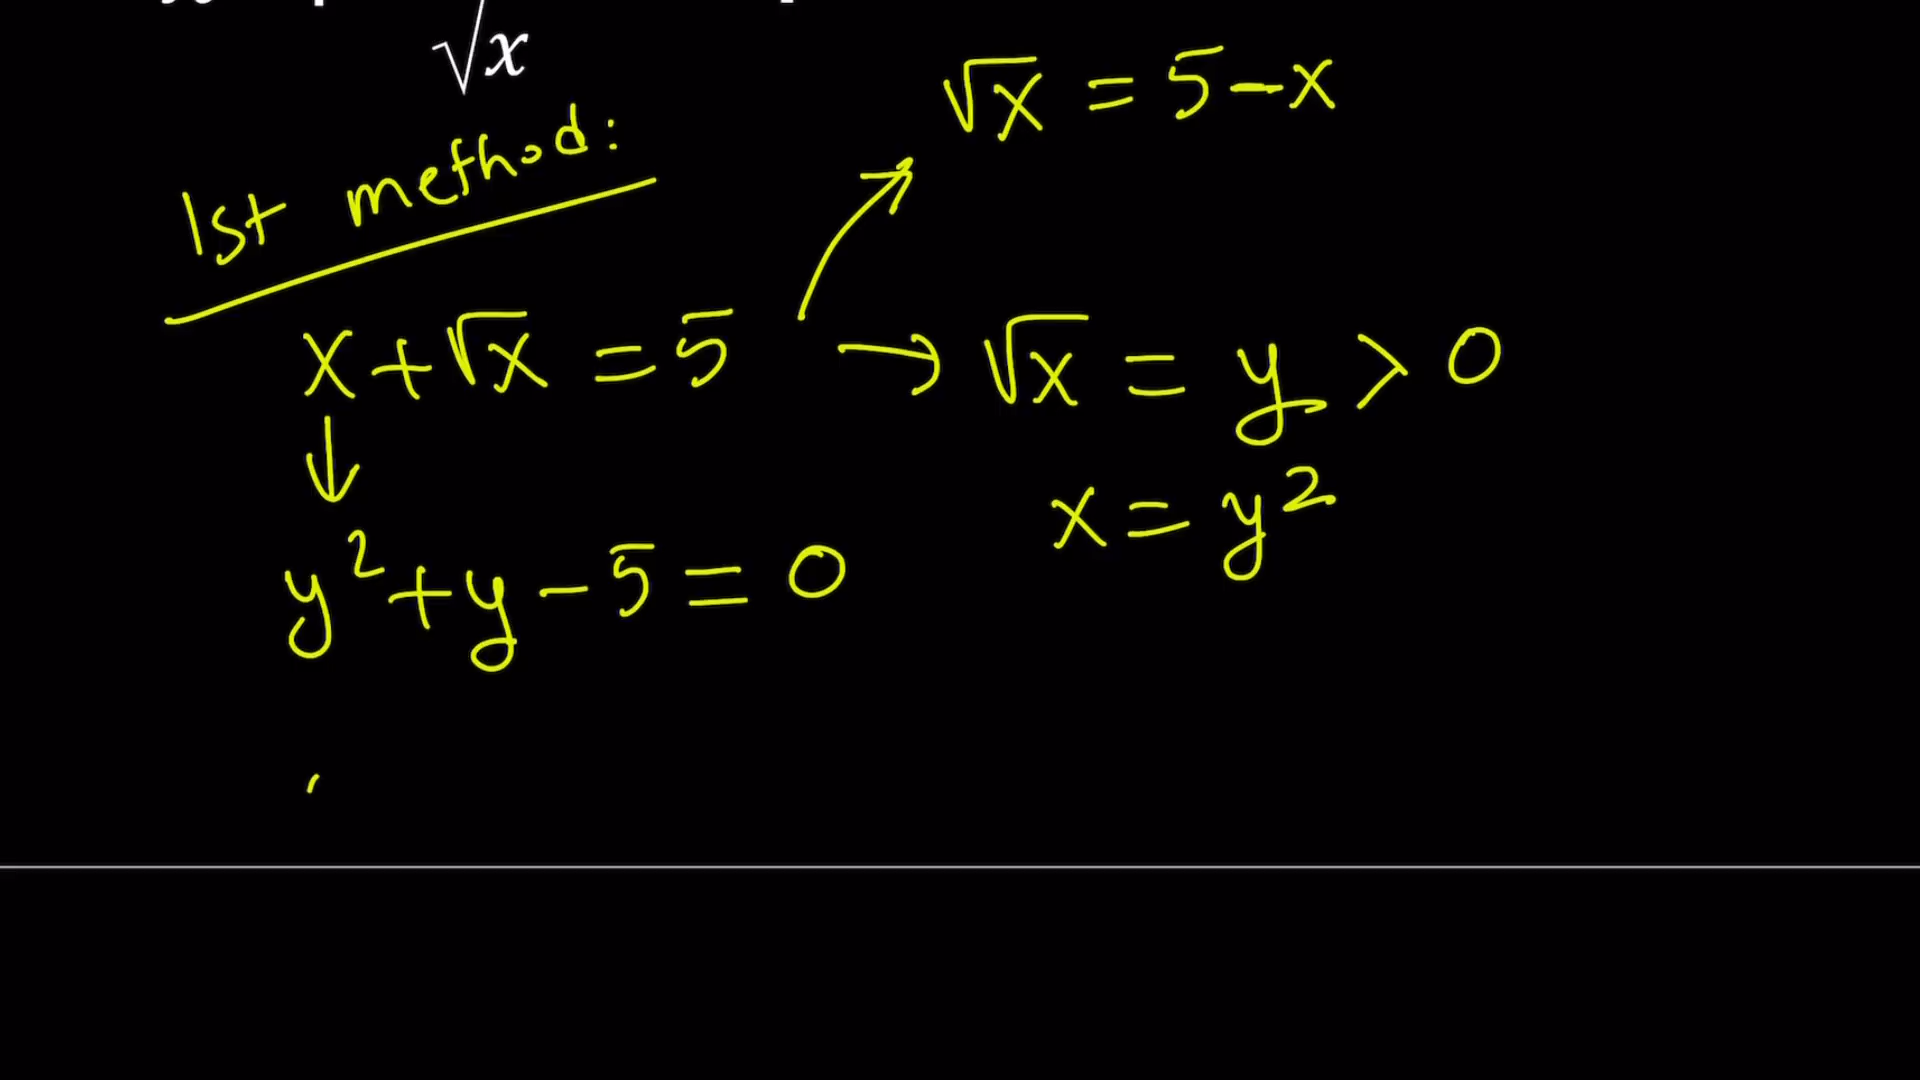 √x
√x = 5-x
1st method:
x+√x = 5 → √x = y > 0
x = y²
y²+y-5 = 0